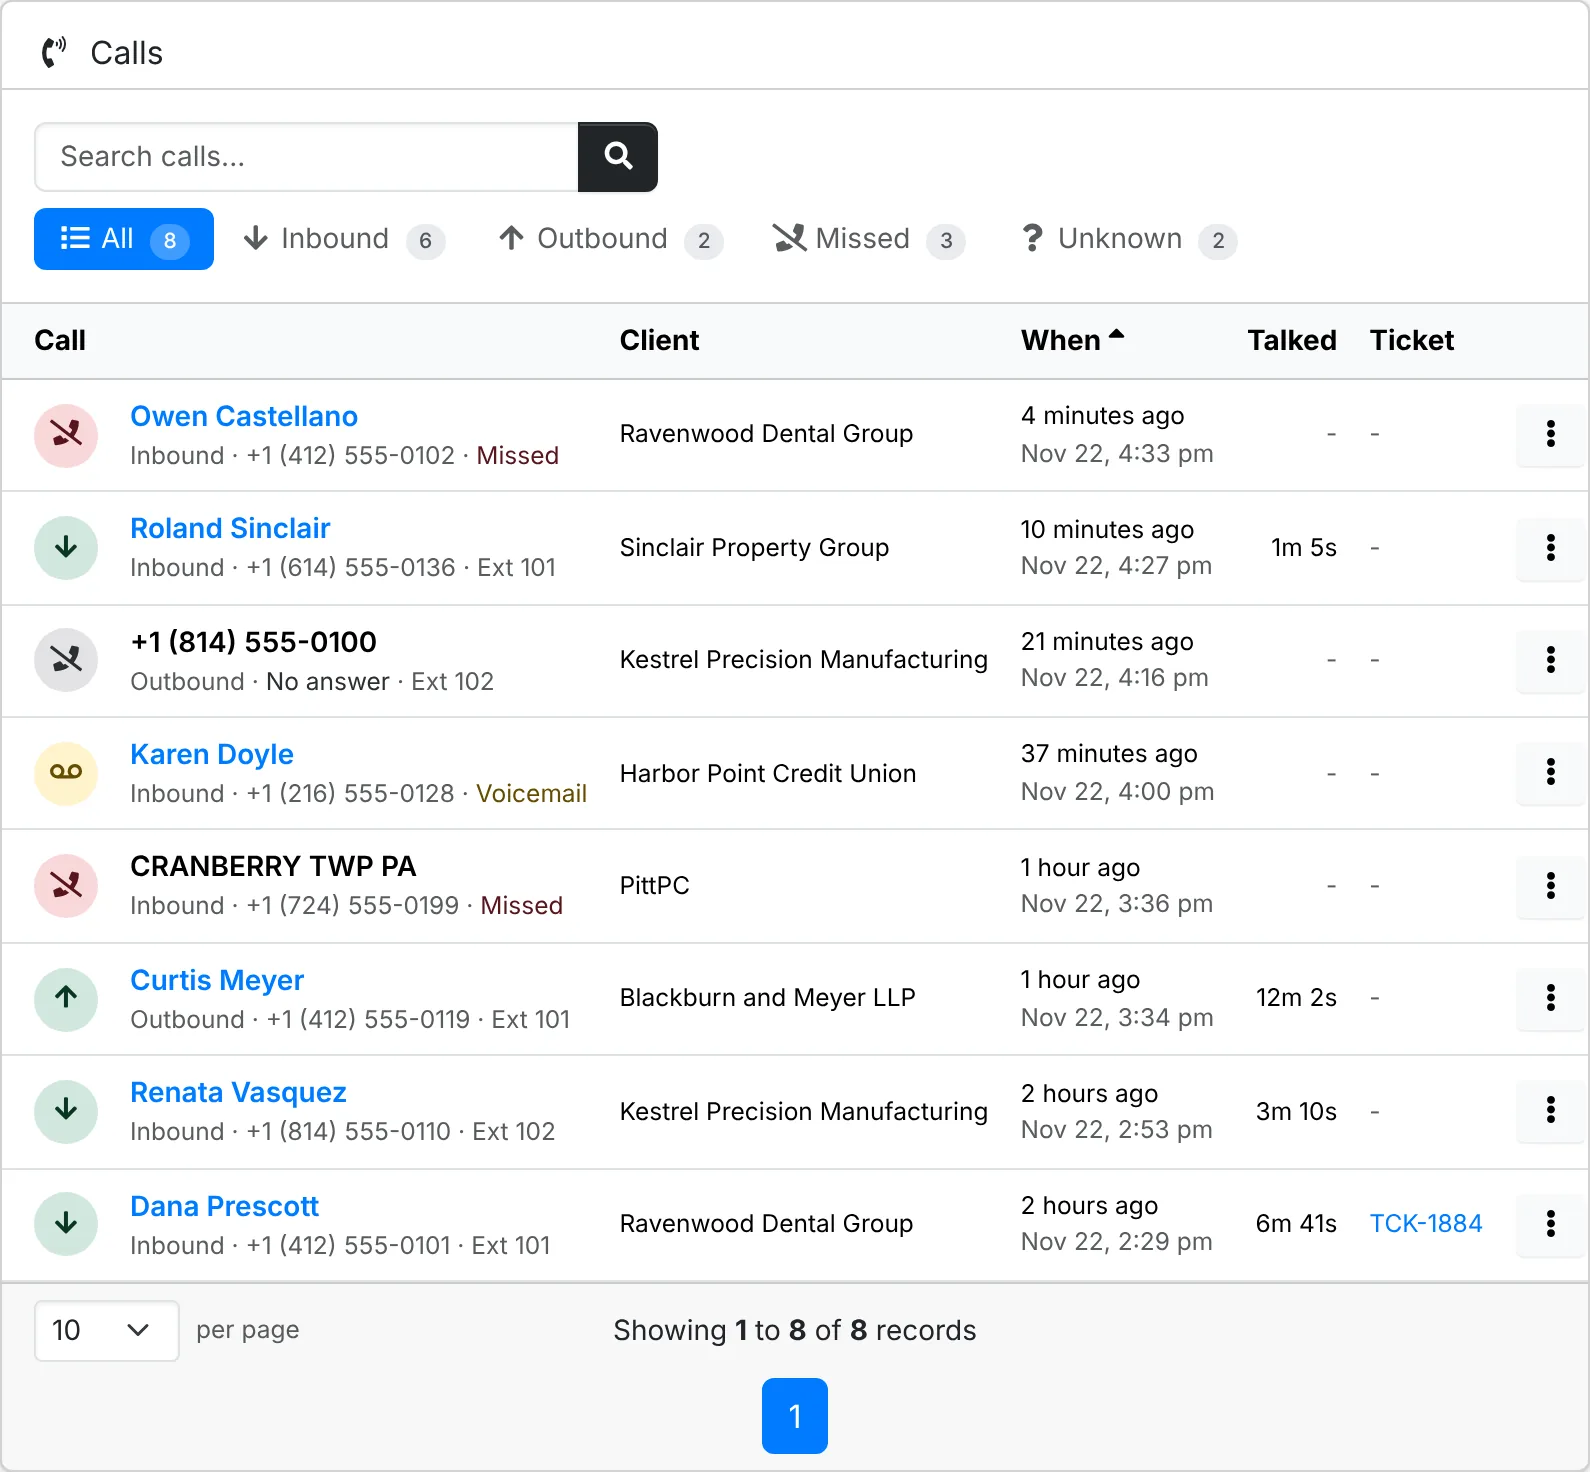 Calls
Search calls...
All 8 Inbound 6 Outbound 2 Missed 3 Unknown 2
Call Client When Talked Ticket
Owen Castellano
Inbound · +1 (412) 555-0102 · Missed
Ravenwood Dental Group
4 minutes ago
Nov 22, 4:33 pm
- -
Roland Sinclair
Inbound · +1 (614) 555-0136 · Ext 101
Sinclair Property Group
10 minutes ago
Nov 22, 4:27 pm
1m 5s -
+1 (814) 555-0100
Outbound · No answer · Ext 102
Kestrel Precision Manufacturing
21 minutes ago
Nov 22, 4:16 pm
- -
Karen Doyle
Inbound · +1 (216) 555-0128 · Voicemail
Harbor Point Credit Union
37 minutes ago
Nov 22, 4:00 pm
- -
CRANBERRY TWP PA
Inbound · +1 (724) 555-0199 · Missed
PittPC
1 hour ago
Nov 22, 3:36 pm
- -
Curtis Meyer
Outbound · +1 (412) 555-0119 · Ext 101
Blackburn and Meyer LLP
1 hour ago
Nov 22, 3:34 pm
12m 2s -
Renata Vasquez
Inbound · +1 (814) 555-0110 · Ext 102
Kestrel Precision Manufacturing
2 hours ago
Nov 22, 2:53 pm
3m 10s -
Dana Prescott
Inbound · +1 (412) 555-0101 · Ext 101
Ravenwood Dental Group
2 hours ago
Nov 22, 2:29 pm
6m 41s TCK-1884
10 per page
Showing 1 to 8 of 8 records
1